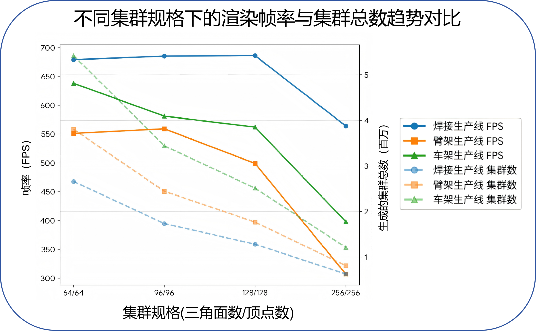 不同集群规格下的渲染帧率与集群总数趋势对比
700
650
600
550
500
450
400
350
300
帧率 (FPS)
5
4
3
2
1
生成的集群总数 (百万)
64/64
96/96
128/128
256/256
集群规格(三角面数/顶点数)
焊接生产线 FPS
臂架生产线 FPS
车架生产线 FPS
焊接生产线 集群数
臂架生产线 集群数
车架生产线 集群数